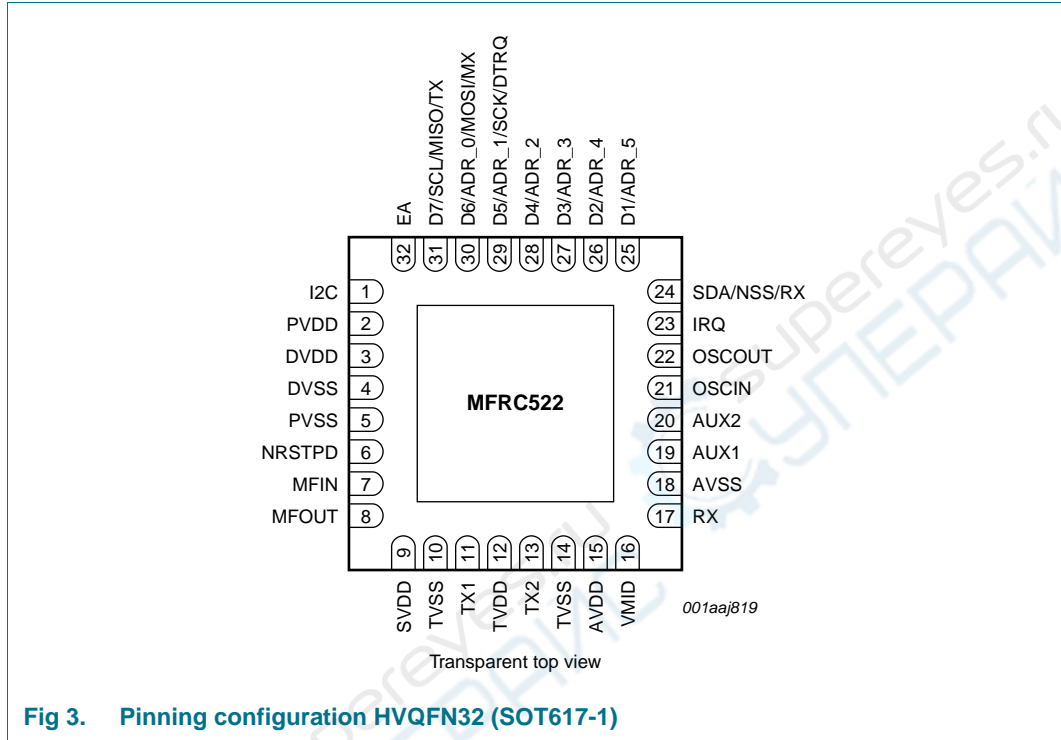 D7/SCL/MISO/TX
D6/ADR_0/MOSI/MX
D5/ADR_1/SCK/DTRQ
D4/ADR_2
D3/ADR_3
D2/ADR_4
D1/ADR_5
EA
32
31
30
29
28
27
26
25
I2C 1
PVDD 2
DVDD 3
DVSS 4
PVSS 5
NRSTPD 6
MFIN 7
MFOUT 8
MFRC522
24 SDA/NSS/RX
23 IRQ
22 OSCOUT
21 OSCIN
20 AUX2
19 AUX1
18 AVSS
17 RX
9
10
11
12
13
14
15
16
SVDD
TVSS
TX1
TVDD
TX2
TVSS
AVDD
VMID
001aaj819
Transparent top view
Fig 3. Pinning configuration HVQFN32 (SOT617-1)
supereyes.ru
СУПЕРАЙС